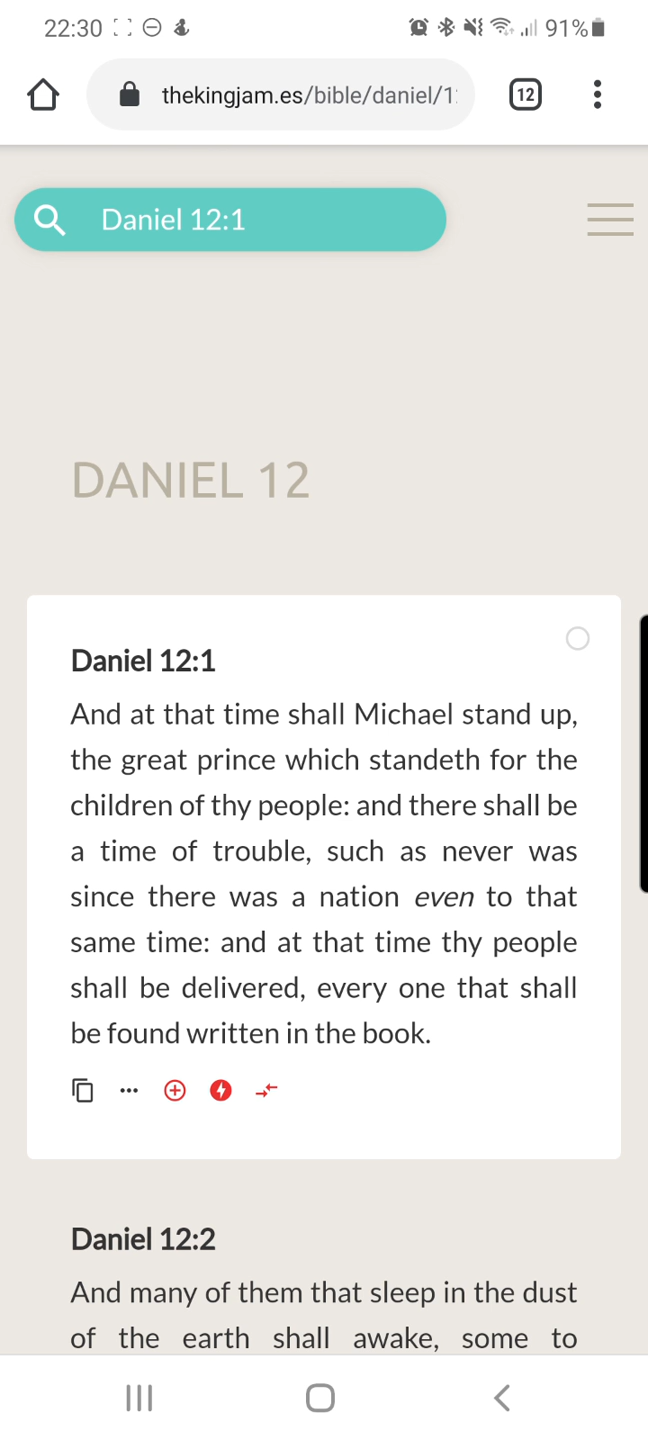 22:30
91%
thekingjam.es/bible/daniel/1
12
Daniel 12:1
DANIEL 12
Daniel 12:1
And at that time shall Michael stand up,
the great prince which standeth for the
children of thy people: and there shall be
a time of trouble, such as never was
since there was a nation even to that
same time: and at that time thy people
shall be delivered, every one that shall
be found written in the book.
Daniel 12:2
And many of them that sleep in the dust
of the earth shall awake, some to